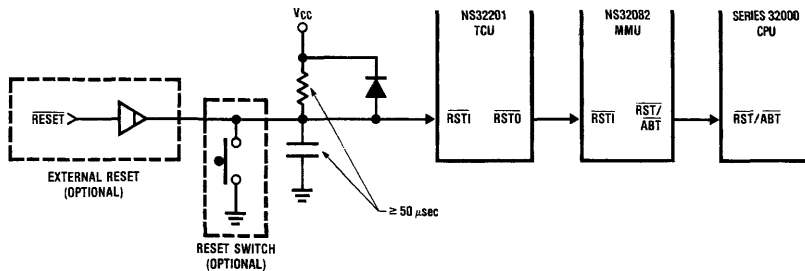 VCC
NS32201
TCU
NS32082
MMU
SERIES 32000
CPU
RESET
RSTI
RSTO
RSTI
RST/
ABT
RST/ABT
EXTERNAL RESET
(OPTIONAL)
≥ 50 µsec
RESET SWITCH
(OPTIONAL)